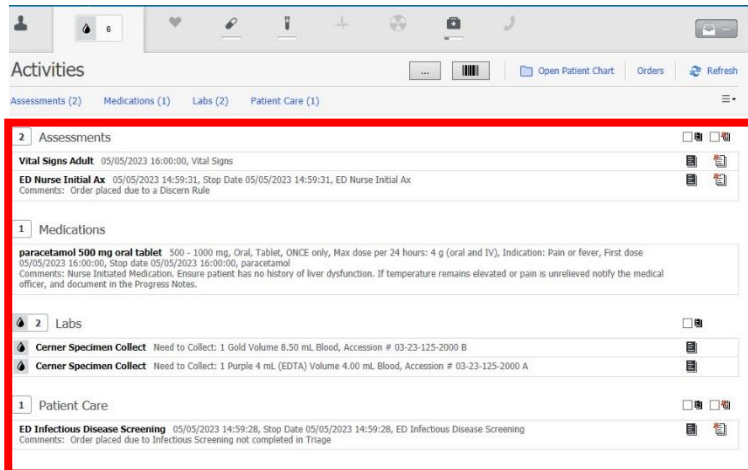 6
Activities
... Open Patient Chart Orders Refresh
Assessments (2) Medications (1) Labs (2) Patient Care (1)
2 Assessments
Vital Signs Adult 05/05/2023 16:00:00, Vital Signs
ED Nurse Initial Ax 05/05/2023 14:59:31, Stop Date 05/05/2023 14:59:31, ED Nurse Initial Ax
Comments: Order placed due to a Discern Rule
1 Medications
paracetamol 500 mg oral tablet 500 - 1000 mg, Oral, Tablet, ONCE only, Max dose per 24 hours: 4 g (oral and IV), Indication: Pain or fever, First dose
05/05/2023 16:00:00, Stop date 05/05/2023 16:00:00, paracetamol
Comments: Nurse Initiated Medication. Ensure patient has no history of liver dysfunction. If temperature remains elevated or pain is unrelieved notify the medical
officer, and document in the Progress Notes.
2 Labs
Cerner Specimen Collect Need to Collect: 1 Gold Volume 8.50 mL Blood, Accession # 03-23-125-2000 B
Cerner Specimen Collect Need to Collect: 1 Purple 4 mL (EDTA) Volume 4.00 mL Blood, Accession # 03-23-125-2000 A
1 Patient Care
ED Infectious Disease Screening 05/05/2023 14:59:28, Stop Date 05/05/2023 14:59:28, ED Infectious Disease Screening
Comments: Order placed due to Infectious Screening not completed in Triage